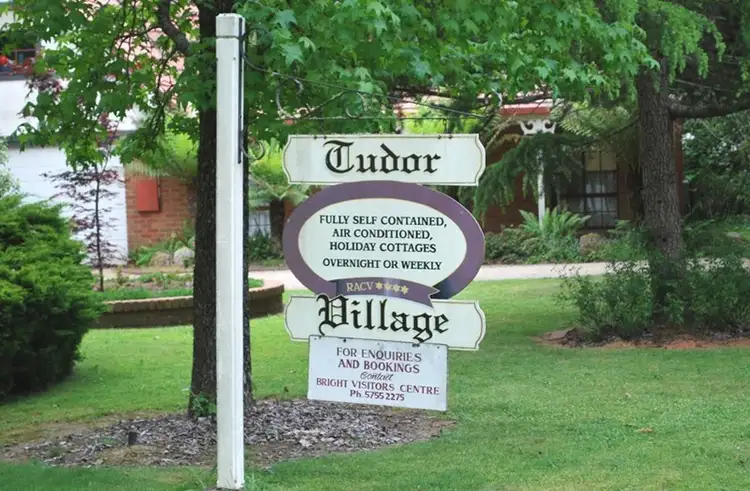 Tudor
FULLY SELF CONTAINED,
AIR CONDITIONED,
HOLIDAY COTTAGES
OVERNIGHT OR WEEKLY
RACV ★★★★
Village
FOR ENQUIRIES
AND BOOKINGS
Contact
BRIGHT VISITORS CENTRE
Ph. 5755 2275